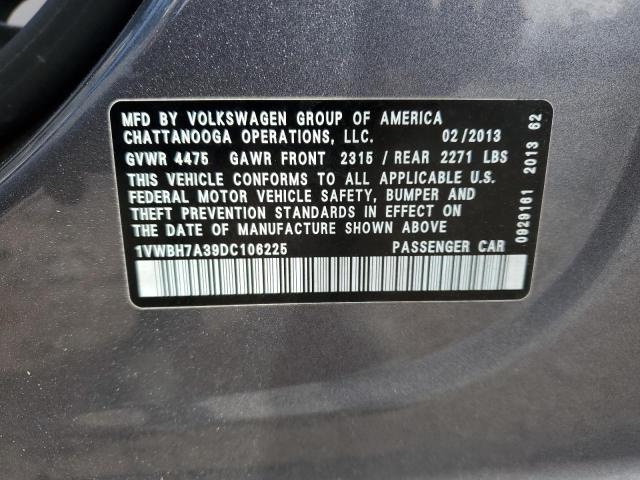 MFD BY VOLKSWAGEN GROUP OF AMERICA
CHATTANOOGA OPERATIONS, LLC. 02/2013
GVWR 4475 GAWR FRONT 2315 / REAR 2271 LBS
THIS VEHICLE CONFORMS TO ALL APPLICABLE U.S.
FEDERAL MOTOR VEHICLE SAFETY, BUMPER AND
THEFT PREVENTION STANDARDS IN EFFECT ON
THE DATE OF MANUFACTURE SHOWN ABOVE
1VWBH7A39DC106225 PASSENGER CAR
0929161 2013 62